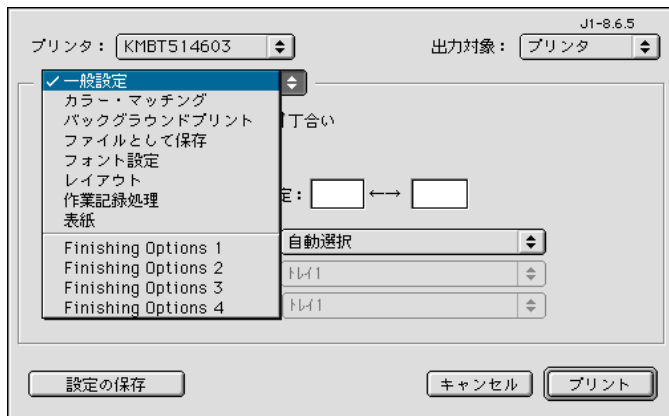 J1-8.6.5
プリンタ： KMBT514603 出力対象： プリンタ
✓一般設定
カラー・マッチング
バックグラウンドプリント
丁合い
ファイルとして保存
フォント設定
レイアウト
作業記録処理
定： ←→
表紙
Finishing Options 1 自動選択
Finishing Options 2 トレイ1
Finishing Options 3
Finishing Options 4 トレイ1
設定の保存 キャンセル プリント